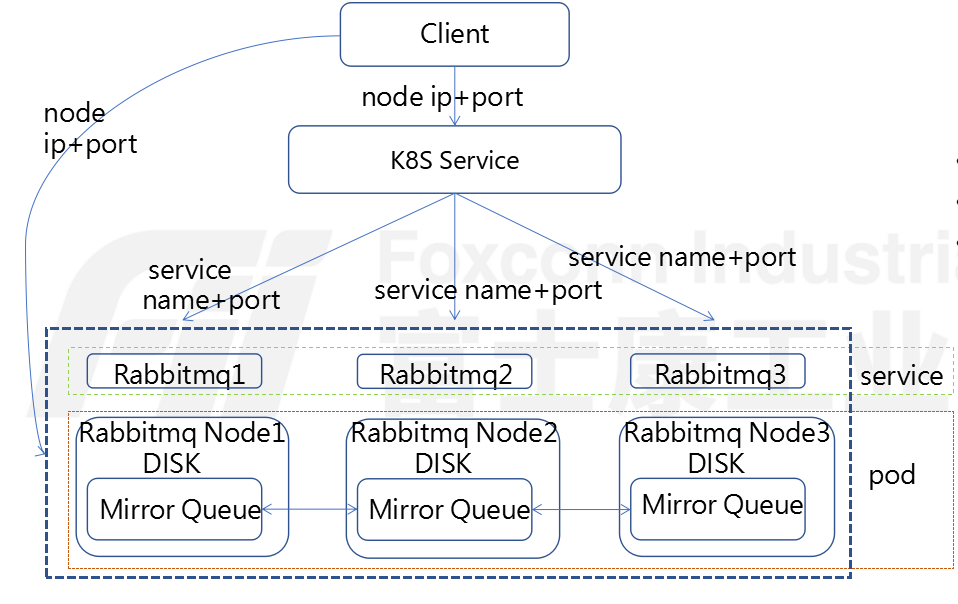 Client
node
ip+port
node ip+port
K8S Service
Foxconn Industria
service
name+port
service name+port
service name+port
富士康工业
Rabbitmq1
Rabbitmq2
Rabbitmq3
service
Rabbitmq Node1
DISK
Rabbitmq Node2
DISK
Rabbitmq Node3
DISK
pod
Mirror Queue
Mirror Queue
Mirror Queue